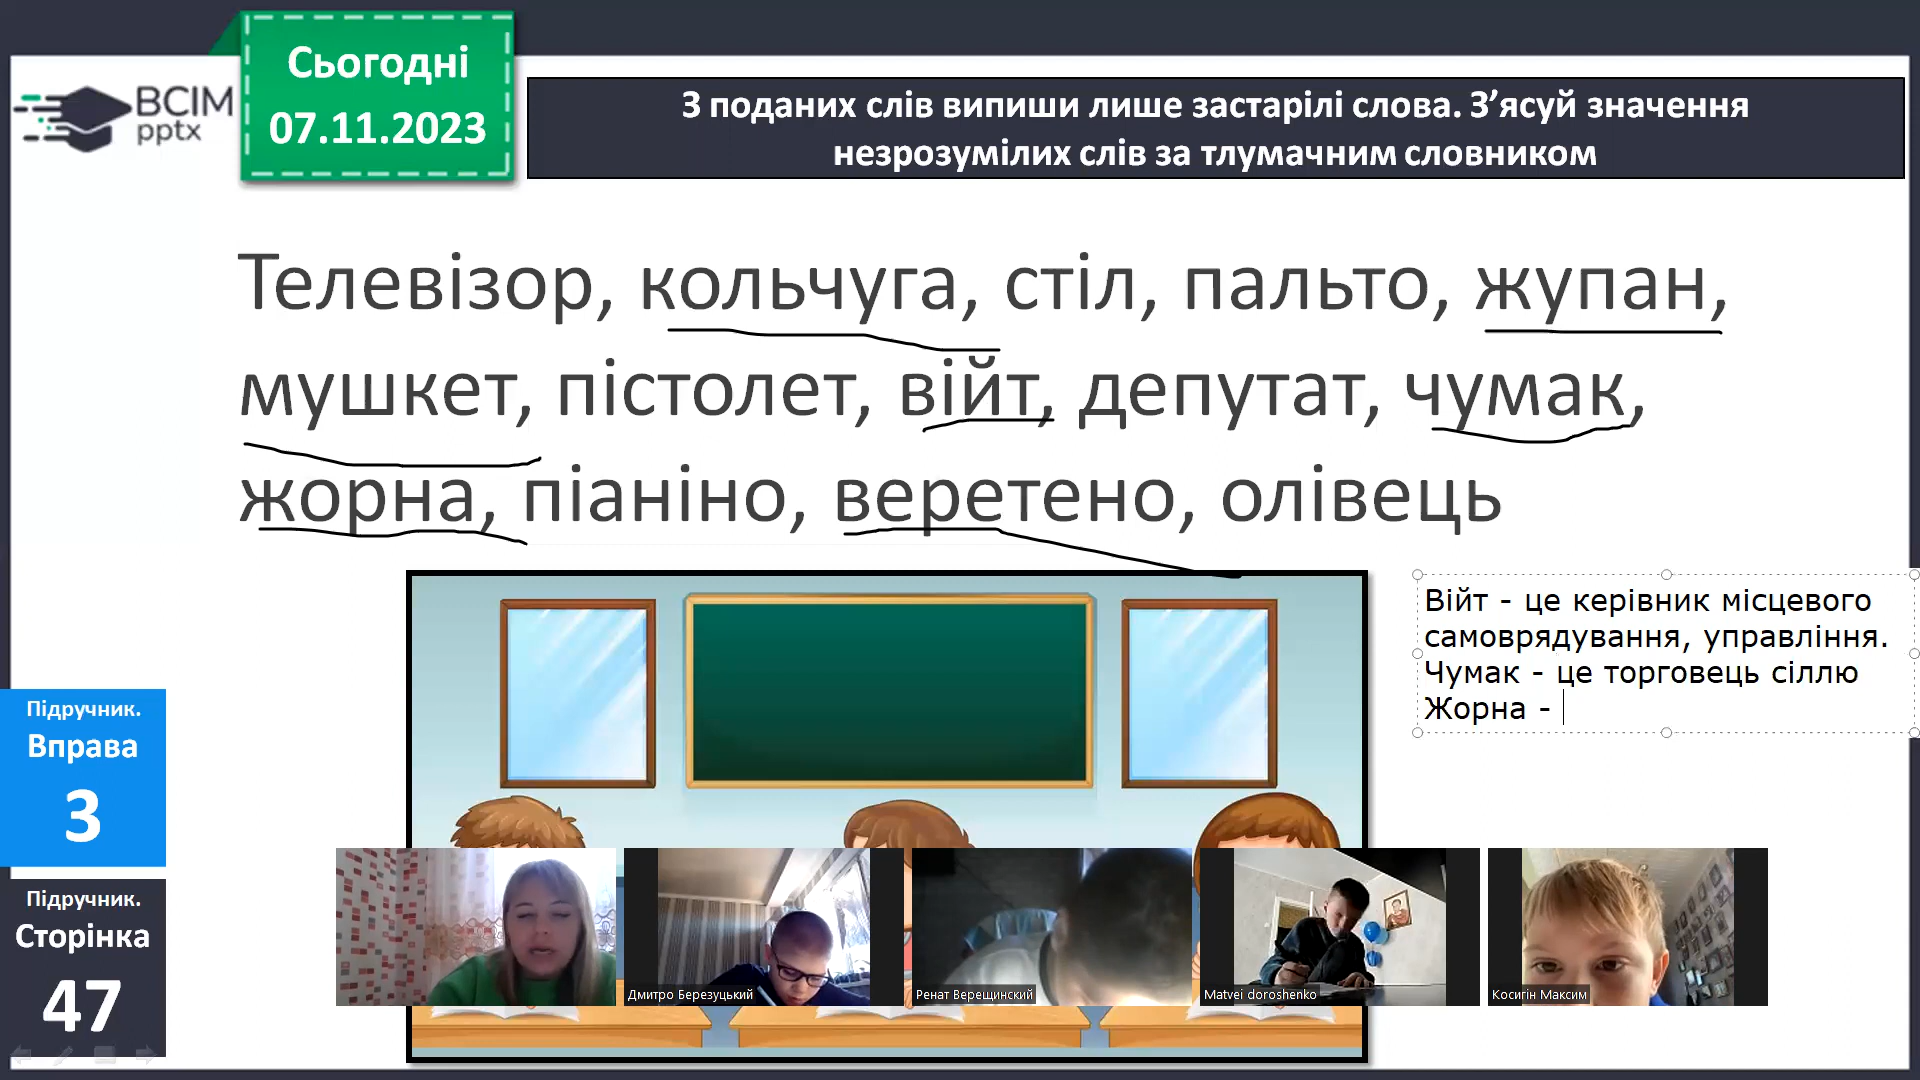 Сьогодні
07.11.2023
ВСІМ
pptx
З поданих слів випиши лише застарілі слова. З’ясуй значення
незрозумілих слів за тлумачним словником
Телевізор, кольчуга, стіл, пальто, жупан,
мушкет, пістолет, війт, депутат, чумак,
жорна, піаніно, веретено, олівець
Війт - це керівник місцевого
самоврядування, управління.
Чумак - це торговець сіллю
Жорна -
Підручник.
Вправа
3
Підручник.
Сторінка
47
Дмитро Березуцький
Ренат Верещинский
Matvei doroshenko
Косигін Максим